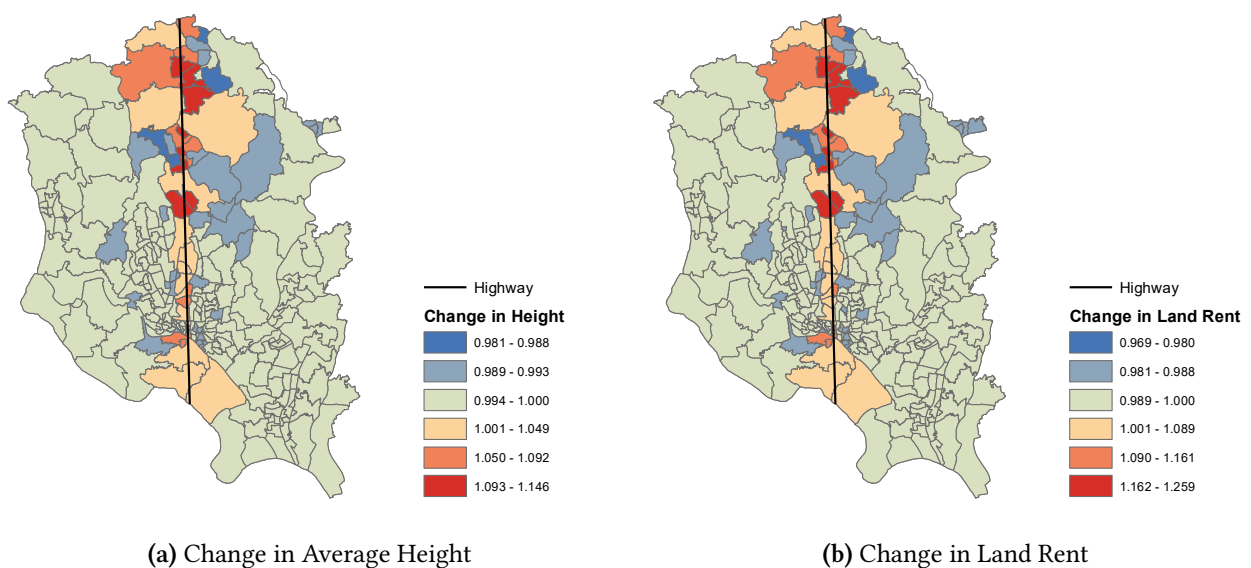 Highway
Change in Height
0.981 - 0.988
0.989 - 0.993
0.994 - 1.000
1.001 - 1.049
1.050 - 1.092
1.093 - 1.146
(a) Change in Average Height
Highway
Change in Land Rent
0.969 - 0.980
0.981 - 0.988
0.989 - 1.000
1.001 - 1.089
1.090 - 1.161
1.162 - 1.259
(b) Change in Land Rent